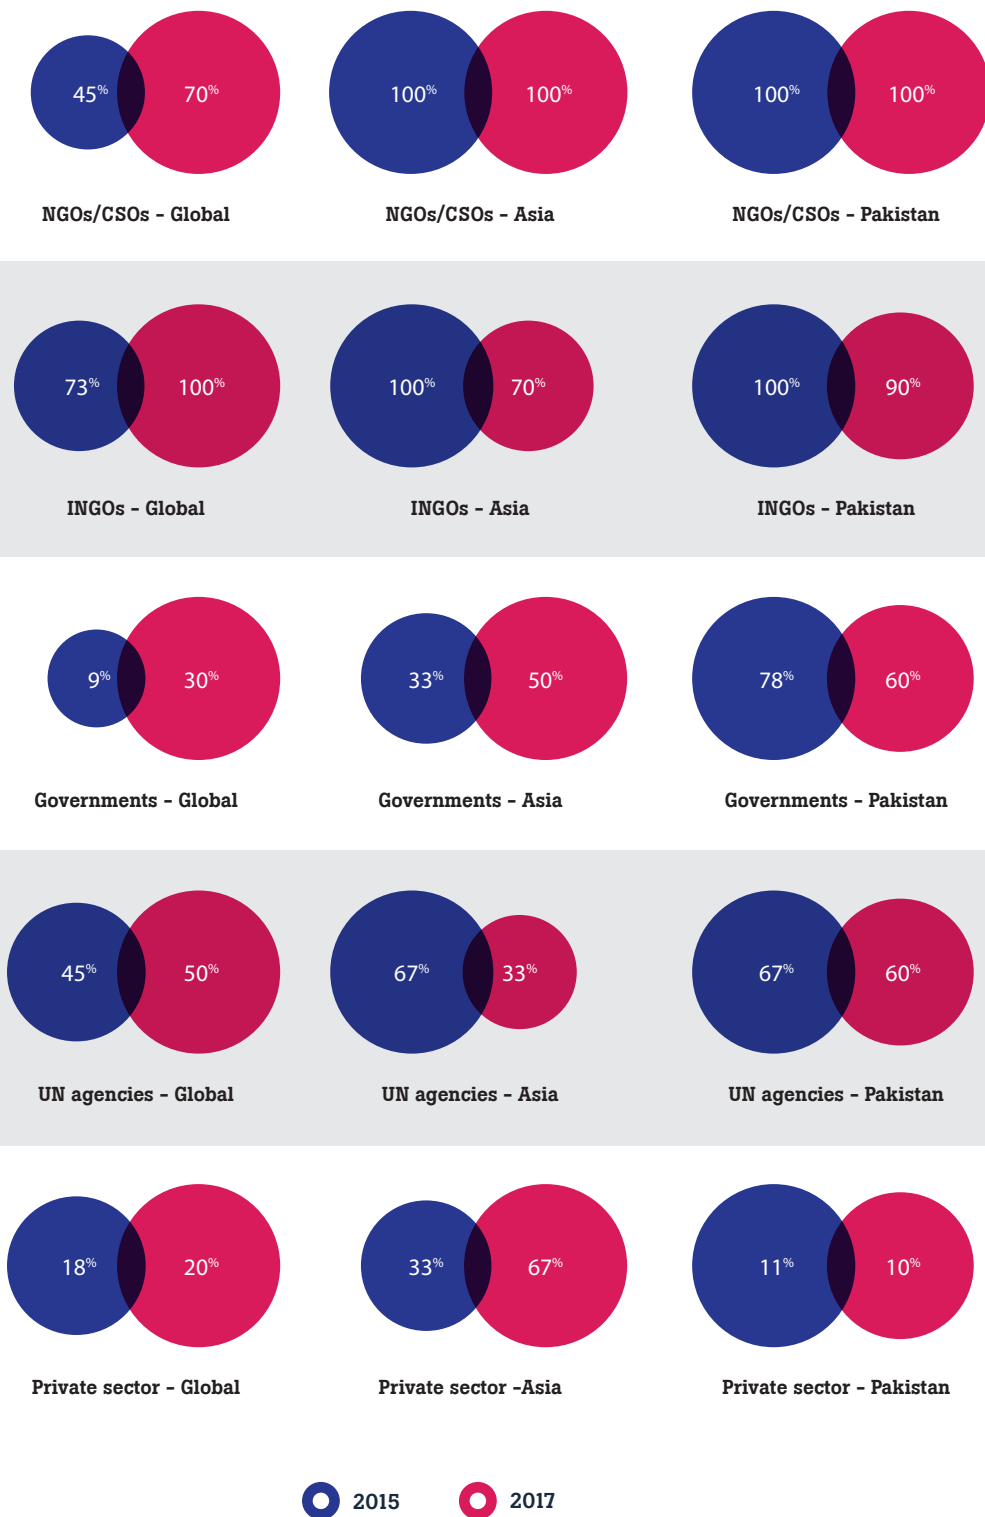 45% 70% 100% 100% 100% 100%
NGOs/CSOs - Global NGOs/CSOs - Asia NGOs/CSOs - Pakistan
73% 100% 100% 70% 100% 90%
INGOs - Global INGOs - Asia INGOs - Pakistan
9% 30% 33% 50% 78% 60%
Governments - Global Governments - Asia Governments - Pakistan
45% 50% 67% 33% 67% 60%
UN agencies - Global UN agencies - Asia UN agencies - Pakistan
18% 20% 33% 67% 11% 10%
Private sector - Global Private sector -Asia Private sector - Pakistan
2015 2017